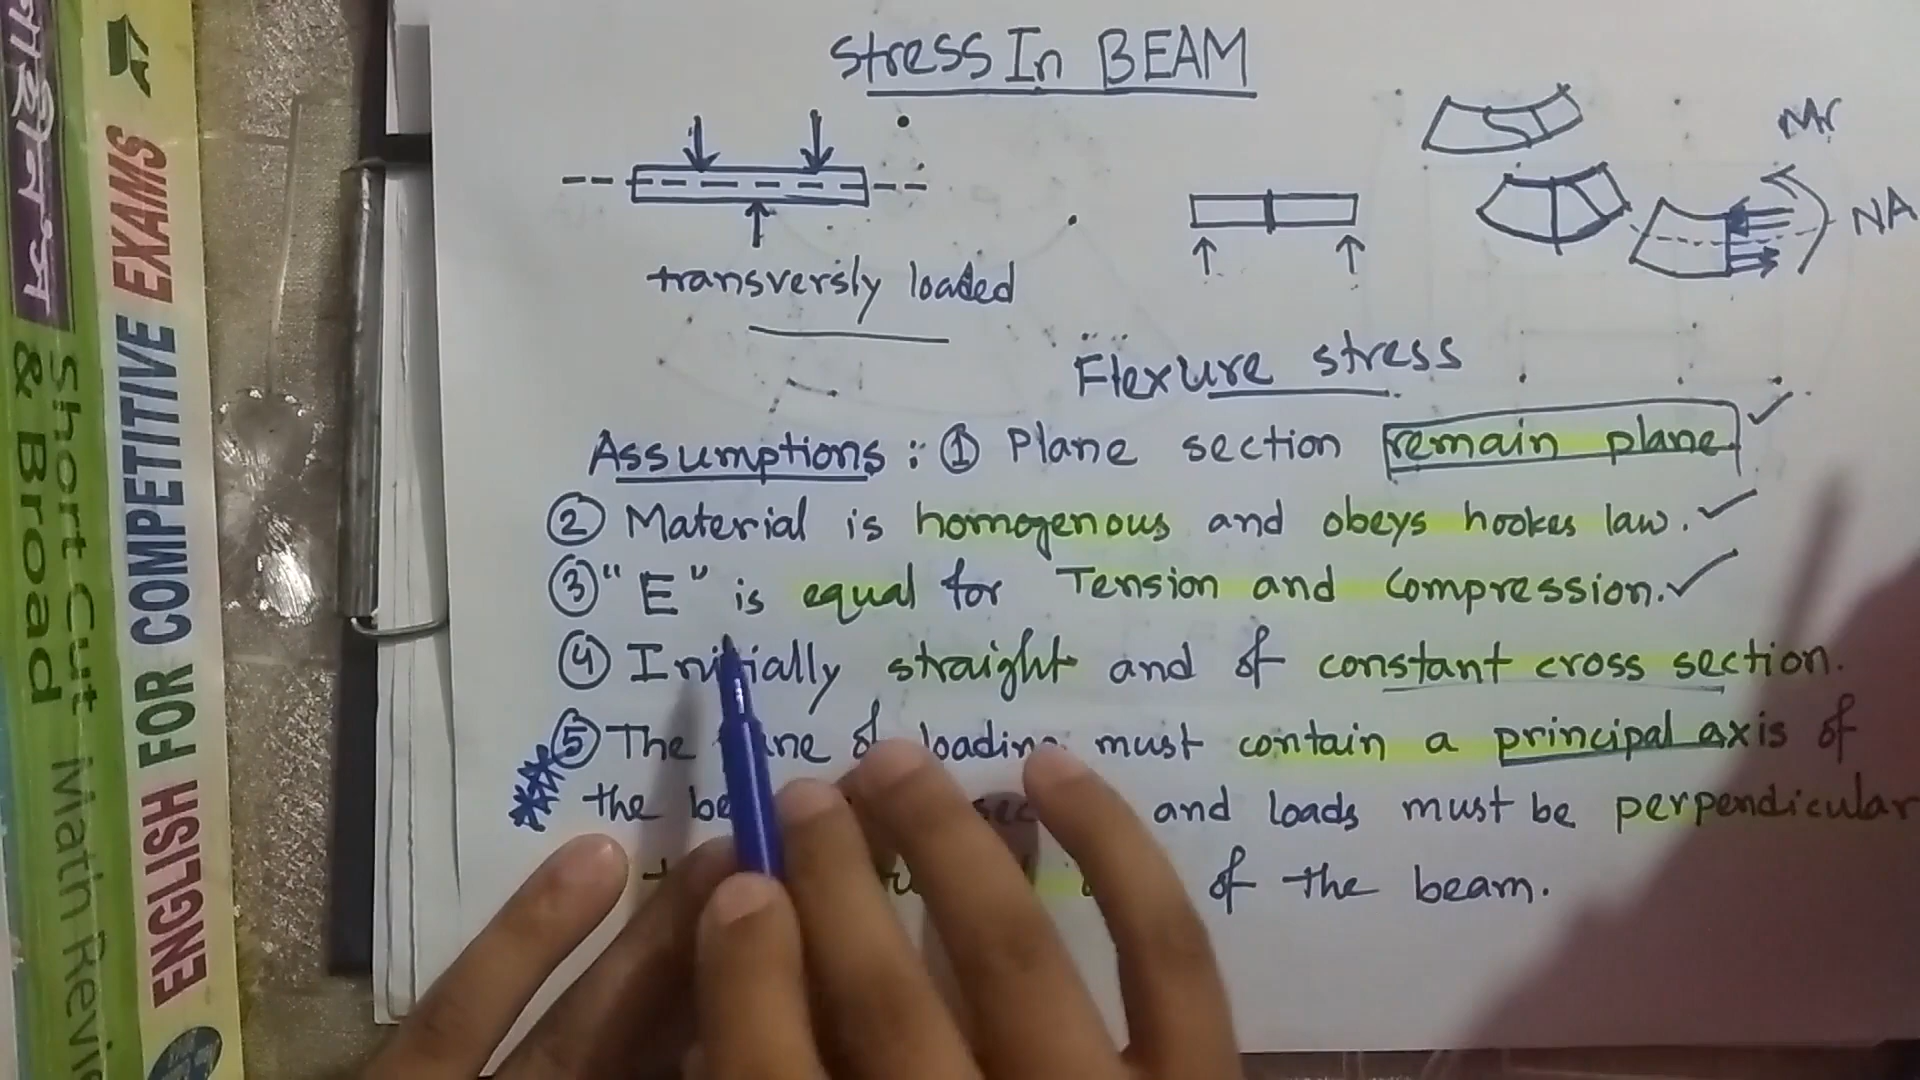 Stress In BEAM
Mr
NA
transversly loaded
Flexure stress
Assumptions : ① Plane section remain plane
② Material is homogenous and obeys hookes law.
③ "E" is equal for Tension and Compression.
④ Initially straight and of constant cross section.
⑤ The loading must contain a principal axis of
the and loads must be perpendicular
of the beam.
ENGLISH FOR COMPETITIVE EXAMS
Short Cut Math
& Broad